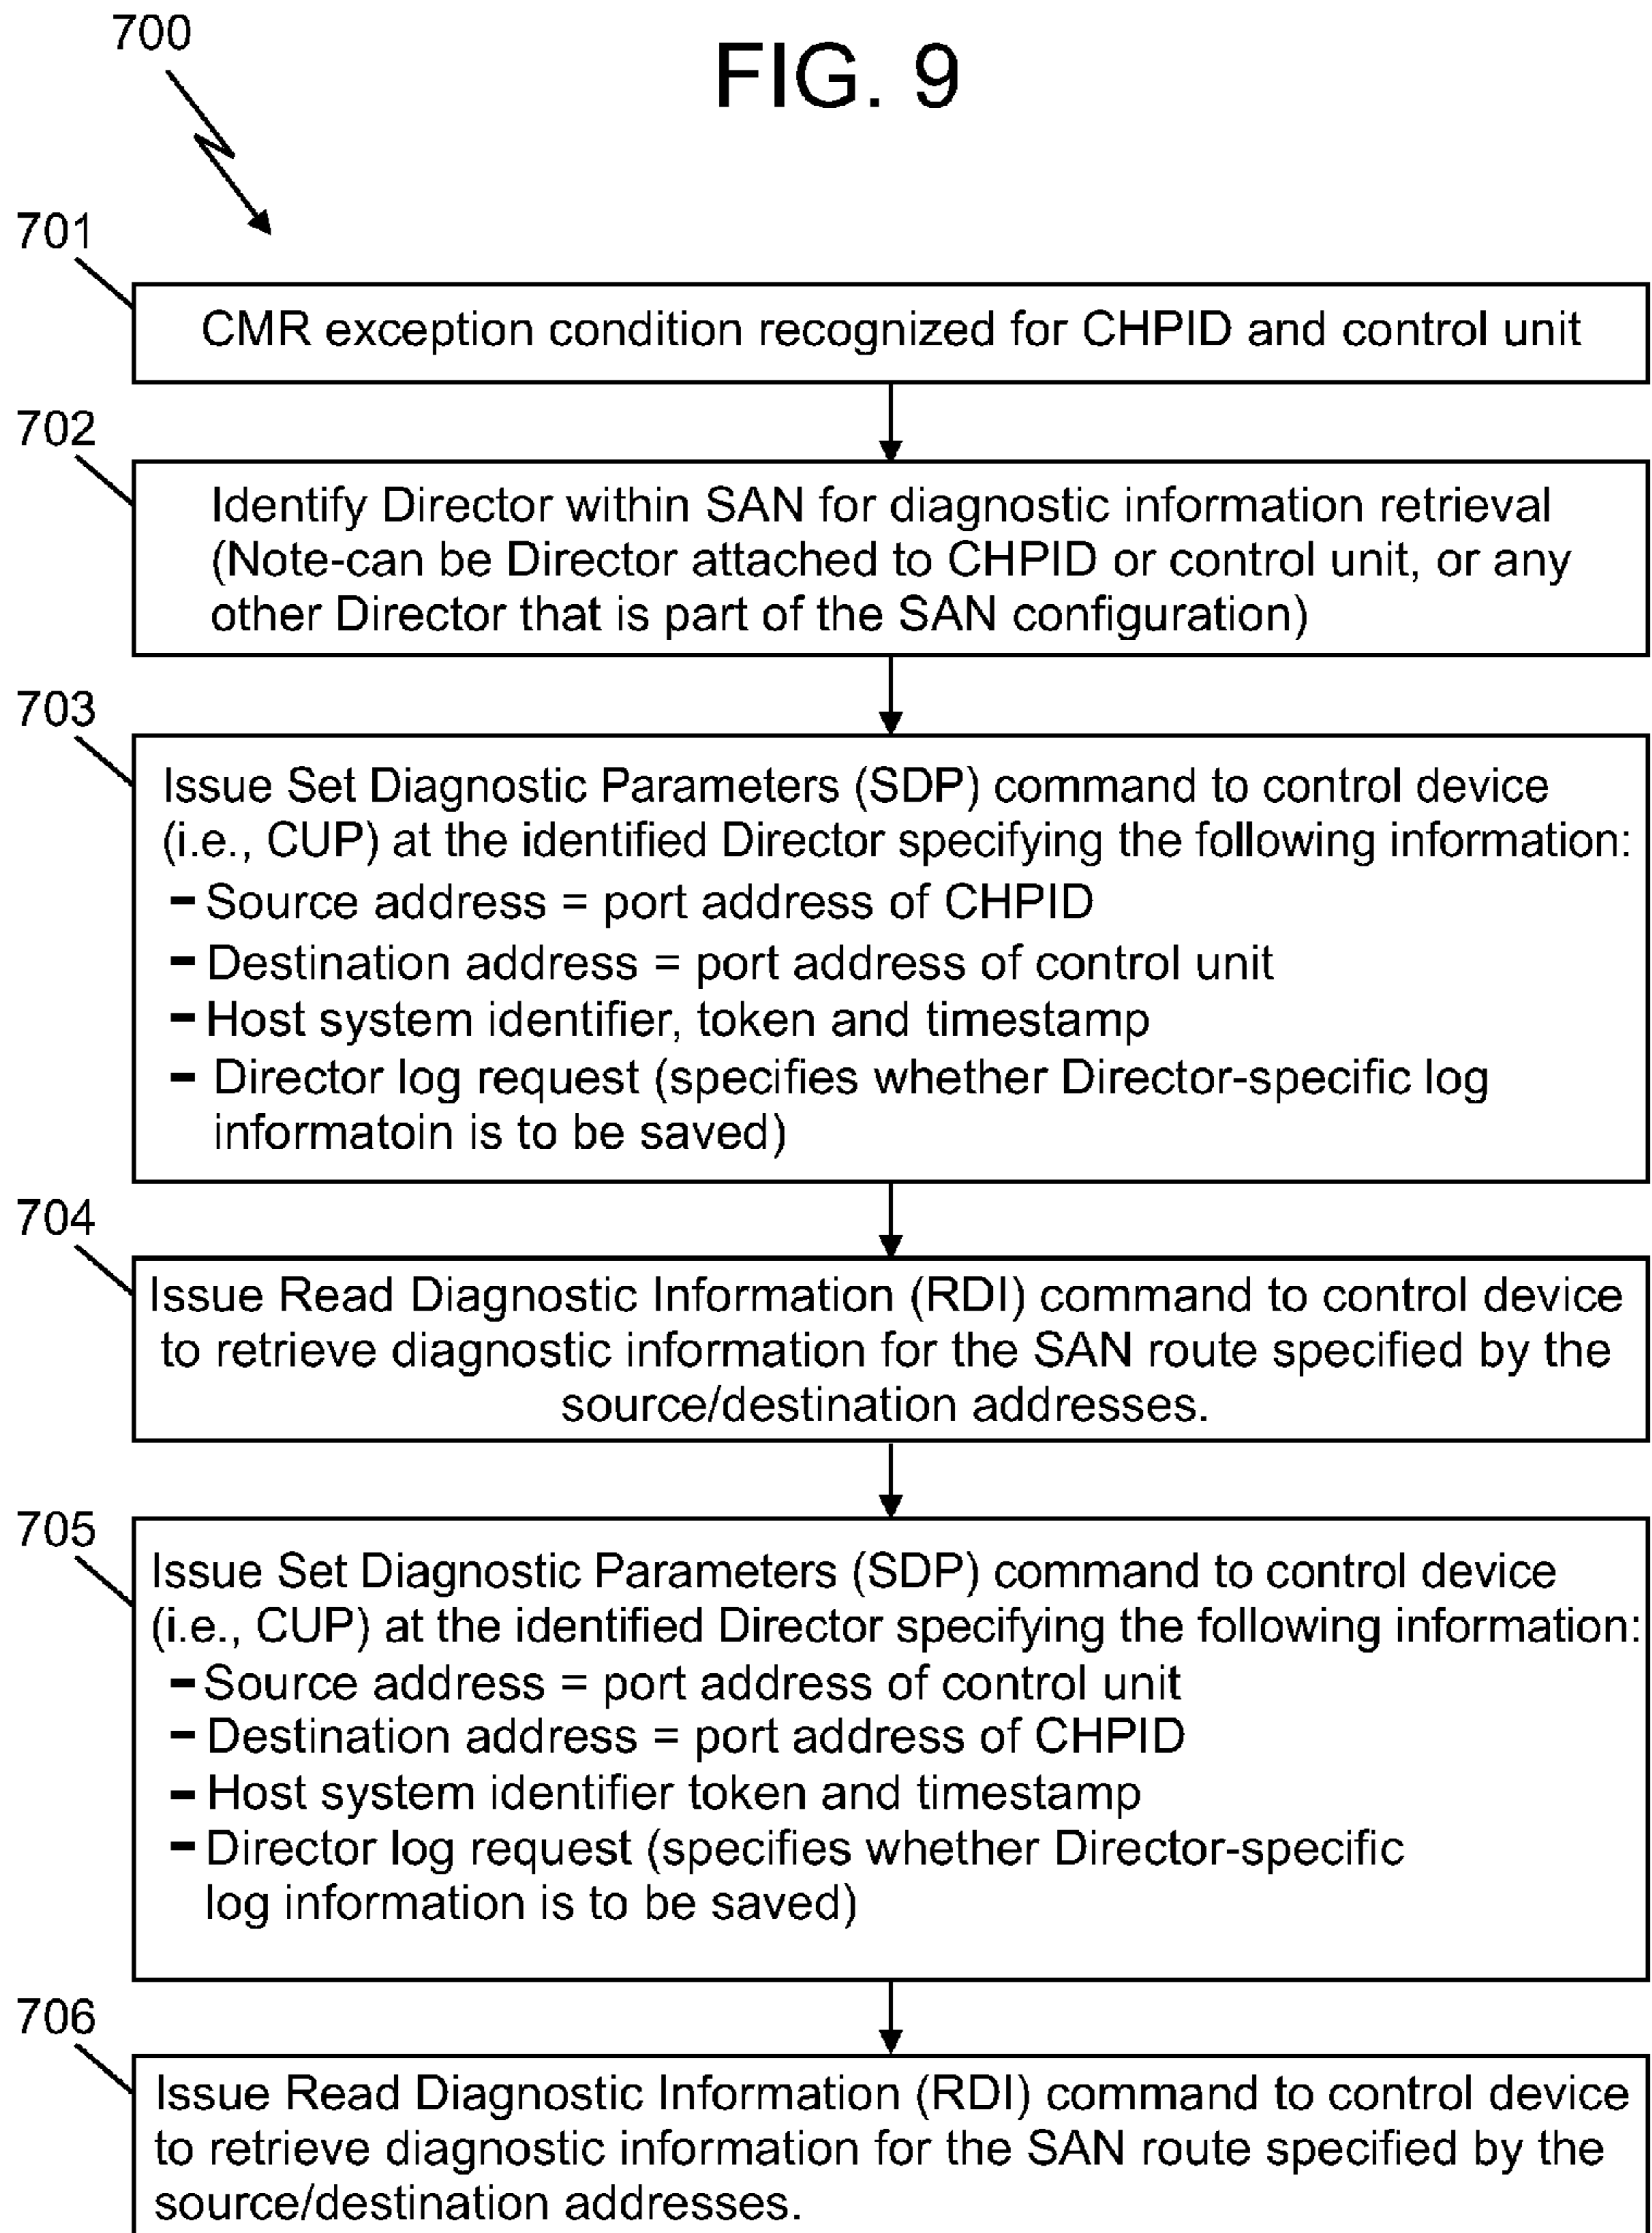 700
FIG. 9
701
CMR exception condition recognized for CHPID and control unit
702
Identify Director within SAN for diagnostic information retrieval
(Note-can be Director attached to CHPID or control unit, or any
other Director that is part of the SAN configuration)
703
Issue Set Diagnostic Parameters (SDP) command to control device
(i.e., CUP) at the identified Director specifying the following information:
- Source address = port address of CHPID
- Destination address = port address of control unit
- Host system identifier, token and timestamp
- Director log request (specifies whether Director-specific log
informatoin is to be saved)
704
Issue Read Diagnostic Information (RDI) command to control device
to retrieve diagnostic information for the SAN route specified by the
source/destination addresses.
705
Issue Set Diagnostic Parameters (SDP) command to control device
(i.e., CUP) at the identified Director specifying the following information:
- Source address = port address of control unit
- Destination address = port address of CHPID
- Host system identifier token and timestamp
- Director log request (specifies whether Director-specific
log information is to be saved)
706
Issue Read Diagnostic Information (RDI) command to control device
to retrieve diagnostic information for the SAN route specified by the
source/destination addresses.